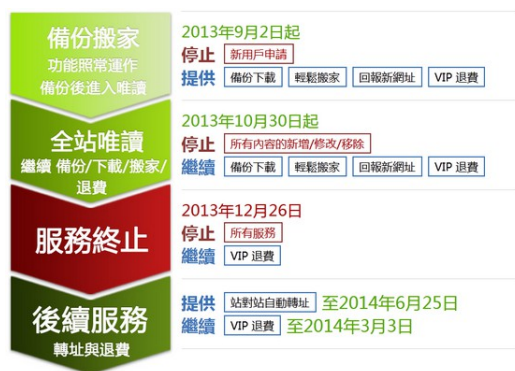 備份搬家
功能照常運作
備份後進入唯讀
2013年9月2日起
停止 新用戶申請
提供 備份下載 輕鬆搬家 回報新網址 VIP 退費
全站唯讀
繼續 備份/下載/搬家/
退費
2013年10月30日起
停止 所有內容的新增/修改/移除
繼續 備份下載 輕鬆搬家 回報新網址 VIP 退費
服務終止
2013年12月26日
停止 所有服務
繼續 VIP 退費
後續服務
轉址與退費
提供 站對站自動轉址 至2014年6月25日
繼續 VIP 退費 至2014年3月3日